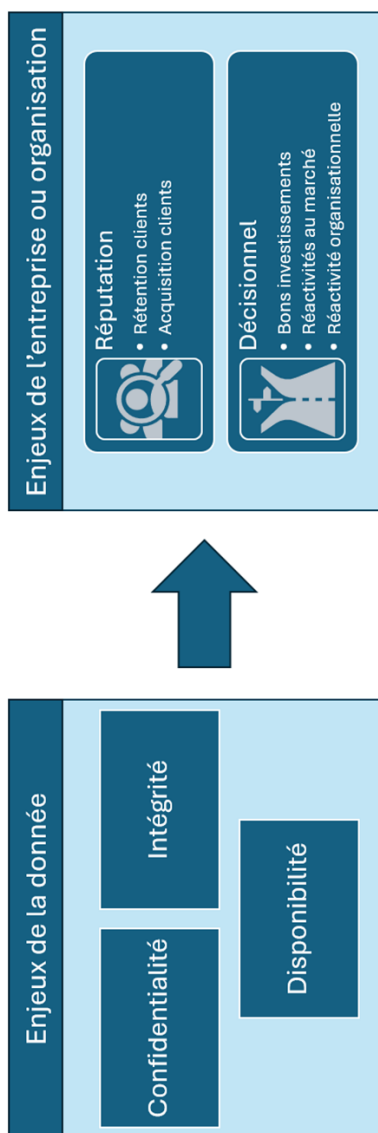 Enjeux de la donnée
Confidentialité
Intégrité
Disponibilité
Enjeux de l’entreprise ou organisation
Réputation
• Rétention clients
• Acquisition clients
Décisionnel
• Bons investissements
• Réactivités au marché
• Réactivité organisationnelle